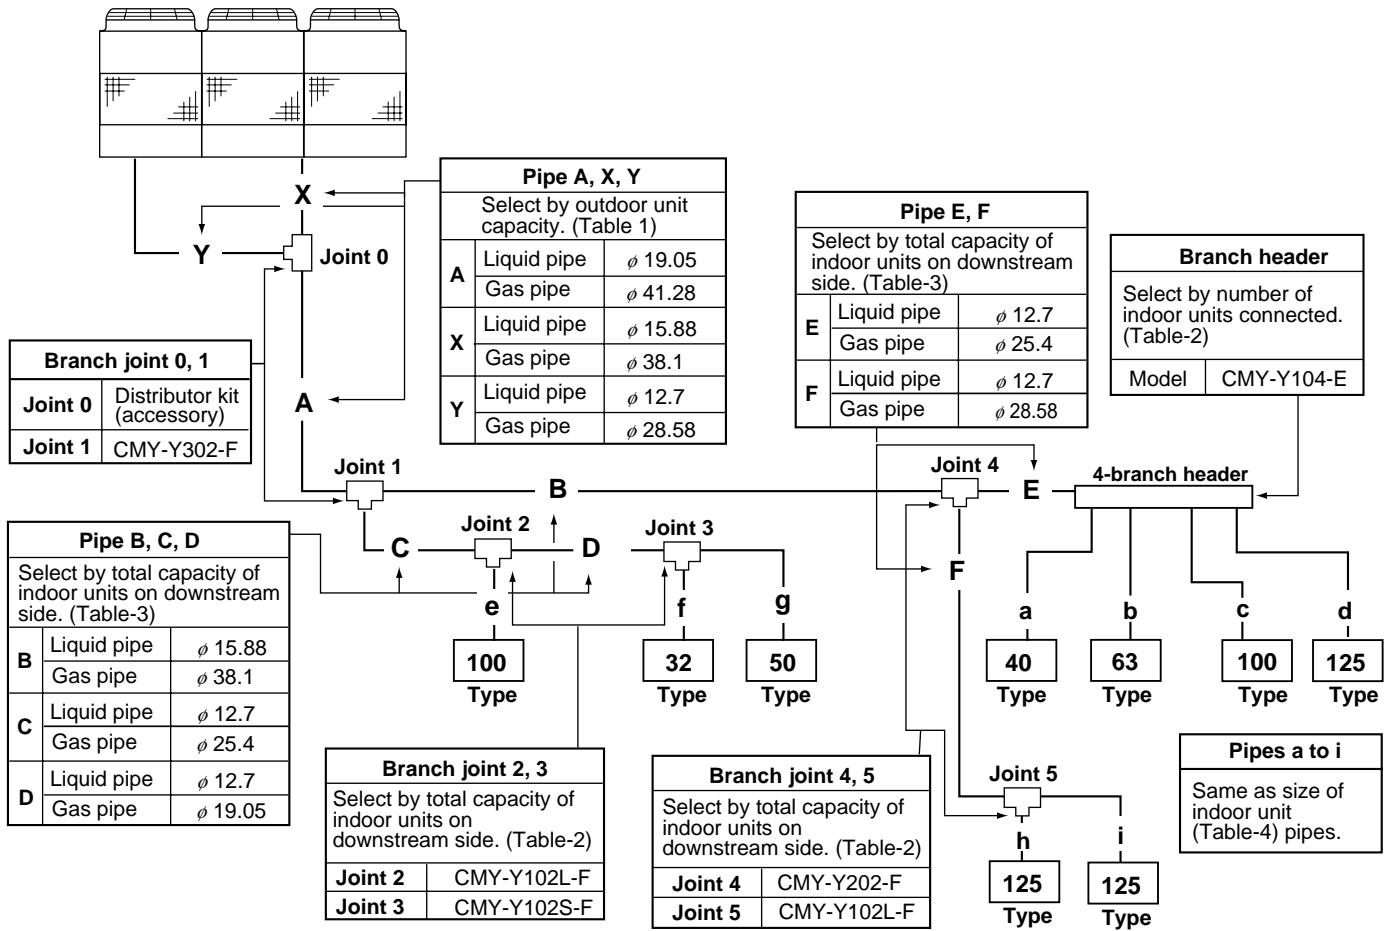 X
Y
Joint 0
A
Pipe A, X, Y
Select by outdoor unit
capacity. (Table 1)
A
Liquid pipe ø 19.05
Gas pipe ø 41.28
X
Liquid pipe ø 15.88
Gas pipe ø 38.1
Y
Liquid pipe ø 12.7
Gas pipe ø 28.58
Pipe E, F
Select by total capacity of
indoor units on downstream
side. (Table-3)
E
Liquid pipe ø 12.7
Gas pipe ø 25.4
F
Liquid pipe ø 12.7
Gas pipe ø 28.58
Branch header
Select by number of
indoor units connected.
(Table-2)
Model CMY-Y104-E
Branch joint 0, 1
Joint 0 Distributor kit
(accessory)
Joint 1 CMY-Y302-F
Joint 1
B
Joint 4
E
4-branch header
Joint 2
Joint 3
C
D
F
e
f
g
a
b
c
d
100
Type
32
Type
50
Type
40
Type
63
Type
100
Type
125
Type
Pipe B, C, D
Select by total capacity of
indoor units on downstream
side. (Table-3)
B
Liquid pipe ø 15.88
Gas pipe ø 38.1
C
Liquid pipe ø 12.7
Gas pipe ø 25.4
D
Liquid pipe ø 12.7
Gas pipe ø 19.05
Branch joint 2, 3
Select by total capacity of
indoor units on
downstream side. (Table-2)
Joint 2 CMY-Y102L-F
Joint 3 CMY-Y102S-F
Branch joint 4, 5
Select by total capacity of
indoor units on
downstream side. (Table-2)
Joint 4 CMY-Y202-F
Joint 5 CMY-Y102L-F
Joint 5
h
i
125
Type
125
Type
Pipes a to i
Same as size of
indoor unit
(Table-4) pipes.